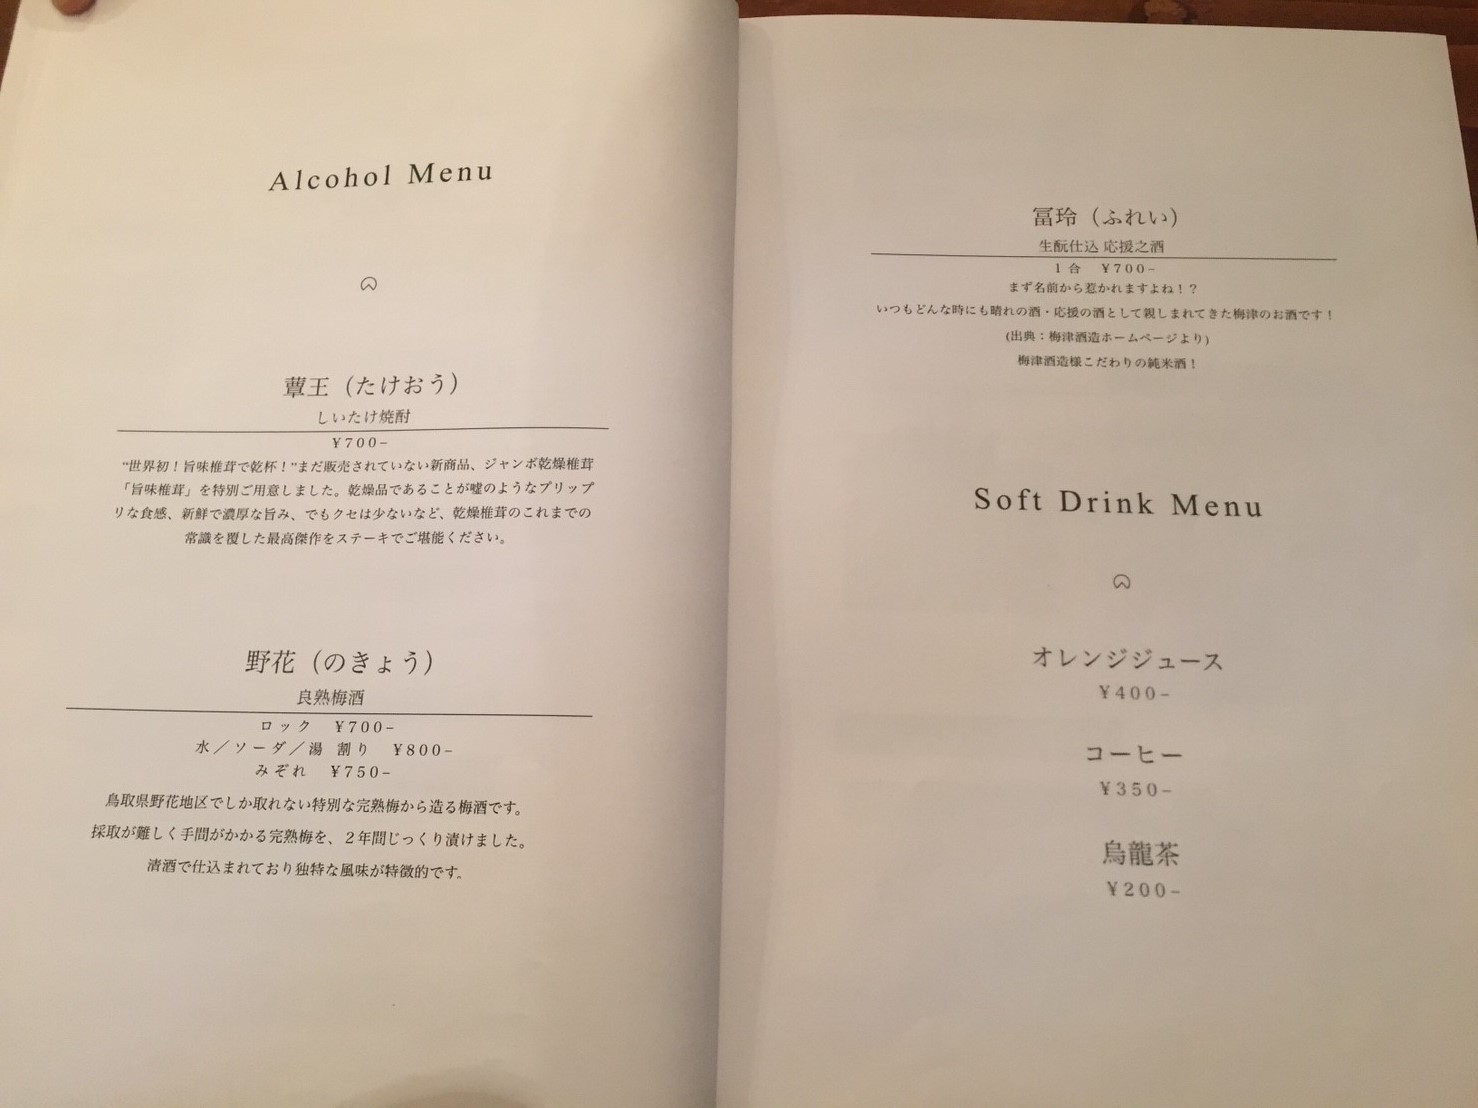 Alcohol Menu
蕈王（たけおう）
しいたけ焼酎
¥700−
“世界初！旨味椎茸で乾杯！”まだ販売されていない新商品、ジャンボ乾燥椎茸
「旨味椎茸」を特別ご用意しました。乾燥品であることが嘘のようなプリップ
リな食感、新鮮で濃厚な旨み、でもクセは少ないなど、乾燥椎茸のこれまでの
常識を覆した最高傑作をステーキでご堪能ください。
野花（のきょう）
良熟梅酒
ロック　¥700−
水／ソーダ／湯 割り　¥800−
みぞれ　¥750−
鳥取県野花地区でしか取れない特別な完熟梅から造る梅酒です。
採取が難しく手間がかかる完熟梅を、２年間じっくり漬けました。
清酒で仕込まれており独特な風味が特徴的です。
冨玲（ふれい）
生酛仕込 応援之酒
１合　¥700−
まず名前から惹かれますよね！？
いつもどんな時にも晴れの酒・応援の酒として親しまれてきた梅津のお酒です！
(出典：梅津酒造ホームページより)
梅津酒造様こだわりの純米酒！
Soft Drink Menu
オレンジジュース
¥400−
コーヒー
¥350−
烏龍茶
¥200−